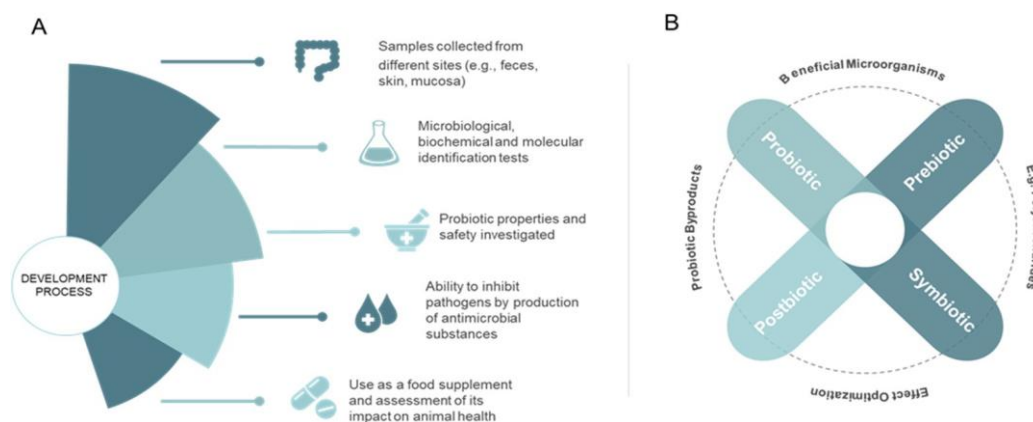 A
Samples collected from
different sites (e.g., feces,
skin, mucosa)
Microbiological,
biochemical and molecular
identification tests
Probiotic properties and
safety investigated
DEVELOPMENT
PROCESS
Ability to inhibit
pathogens by production
of antimicrobial
substances
Use as a food supplement
and assessment of its
impact on animal health
B
Beneficial Microorganisms
Probiotic
Prebiotic
Probiotic Byproducts
Postbiotic
Symbiotic
Effect Optimization